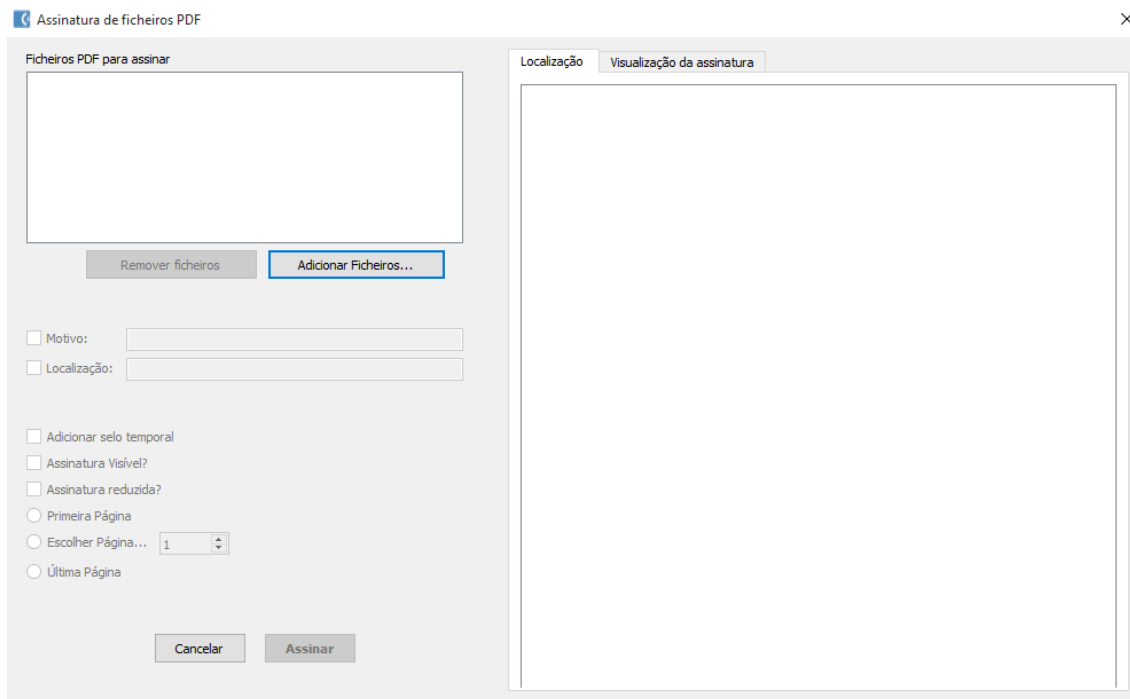 Assinatura de ficheiros PDF
Ficheiros PDF para assinar
Remover ficheiros
Adicionar Ficheiros...
Motivo:
Localização:
Adicionar selo temporal
Assinatura Visível?
Assinatura reduzida?
Primeira Página
Escolher Página... 1
Última Página
Cancelar
Assinar
Localização
Visualização da assinatura